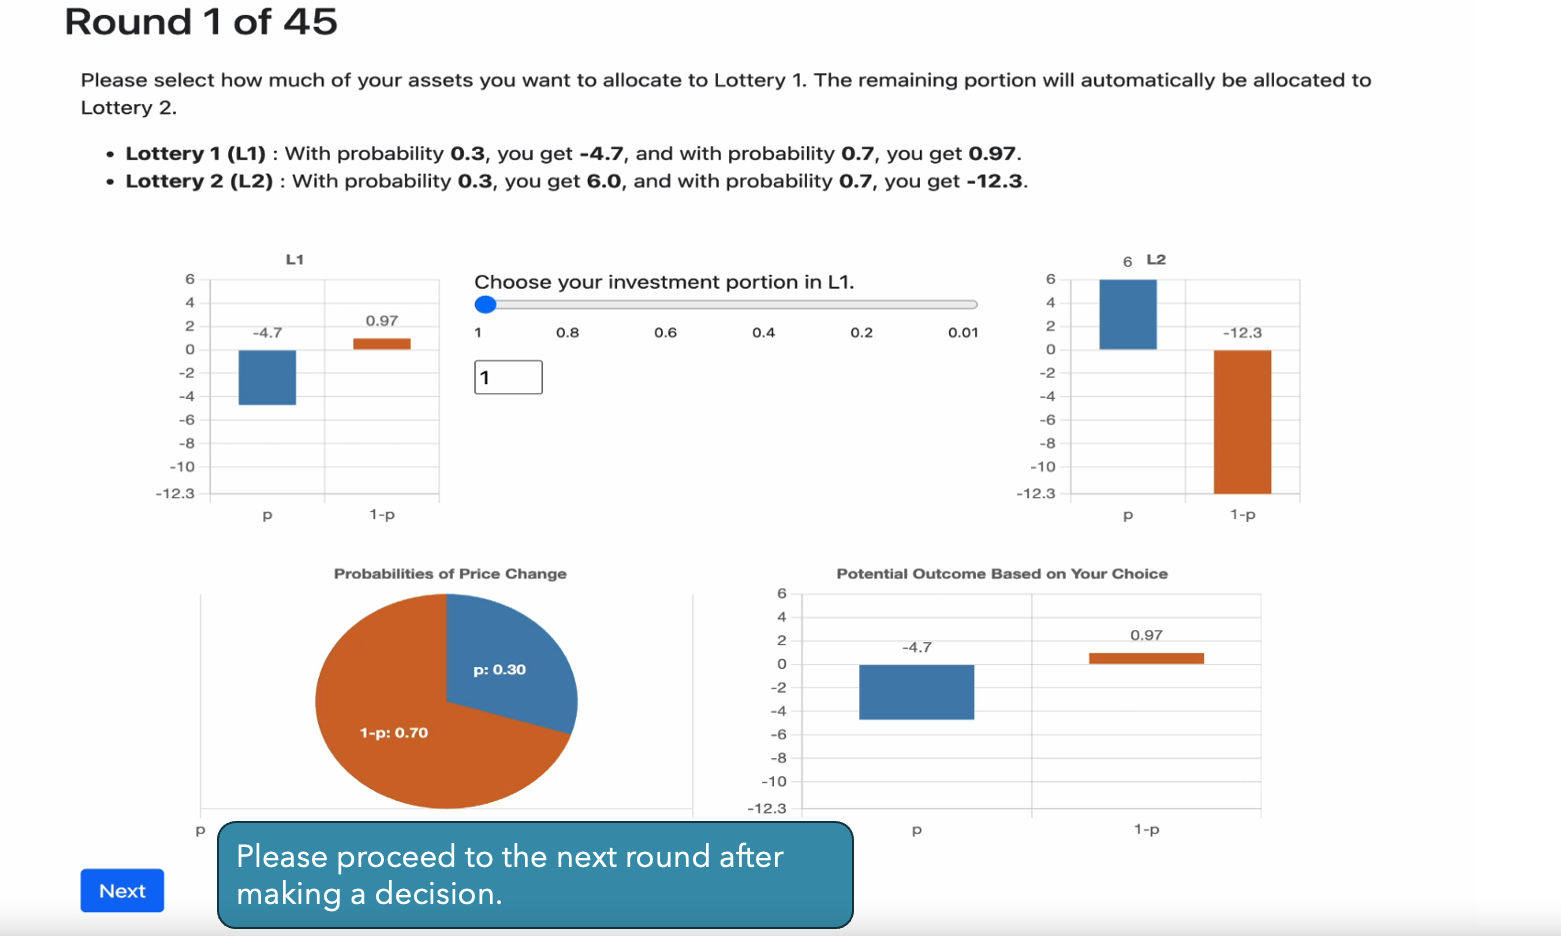 Round 1 of 45
Please select how much of your assets you want to allocate to Lottery 1. The remaining portion will automatically be allocated to
Lottery 2.
• Lottery 1 (L1) : With probability 0.3, you get -4.7, and with probability 0.7, you get 0.97.
• Lottery 2 (L2) : With probability 0.3, you get 6.0, and with probability 0.7, you get -12.3.
L1
6
4
2
0
-2
-4
-6
-8
-10
-12.3
-4.7
0.97
p
1-p
Choose your investment portion in L1.
1 0.8 0.6 0.4 0.2 0.01
1
6 L2
6
4
2
0
-2
-4
-6
-8
-10
-12.3
-12.3
p
1-p
Probabilities of Price Change
p: 0.30
1-p: 0.70
p
Potential Outcome Based on Your Choice
6
4
2
0
-2
-4
-6
-8
-10
-12.3
-4.7
0.97
p
1-p
Please proceed to the next round after
making a decision.
Next